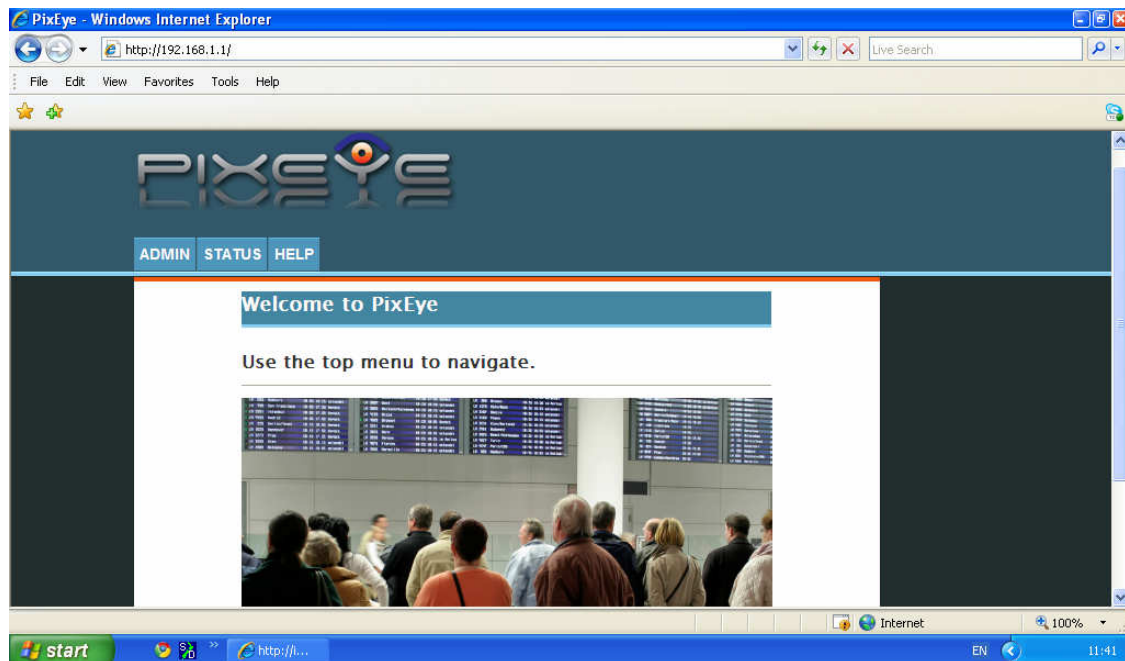 PixEye - Windows Internet Explorer
http://192.168.1.1/
Live Search
File Edit View Favorites Tools Help
PIXEYE
ADMIN STATUS HELP
Welcome to PixEye
Use the top menu to navigate.
Internet
100%
start
http://i...
EN
11:41